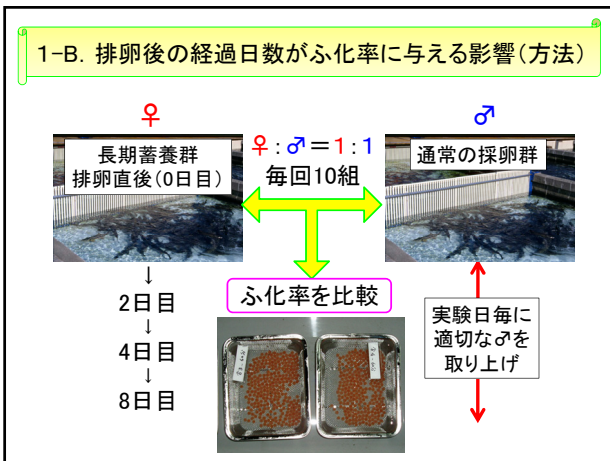 1-B. 排卵後の経過日数がふ化率に与える影響(方法)
♀
♂
長期蓄養群
排卵直後(0日目)
♀:♂=1:1
毎回10組
通常の採卵群
↓
2日目
↓
4日目
↓
8日目
ふ化率を比較
実験日毎に
適切な♂を
取り上げ